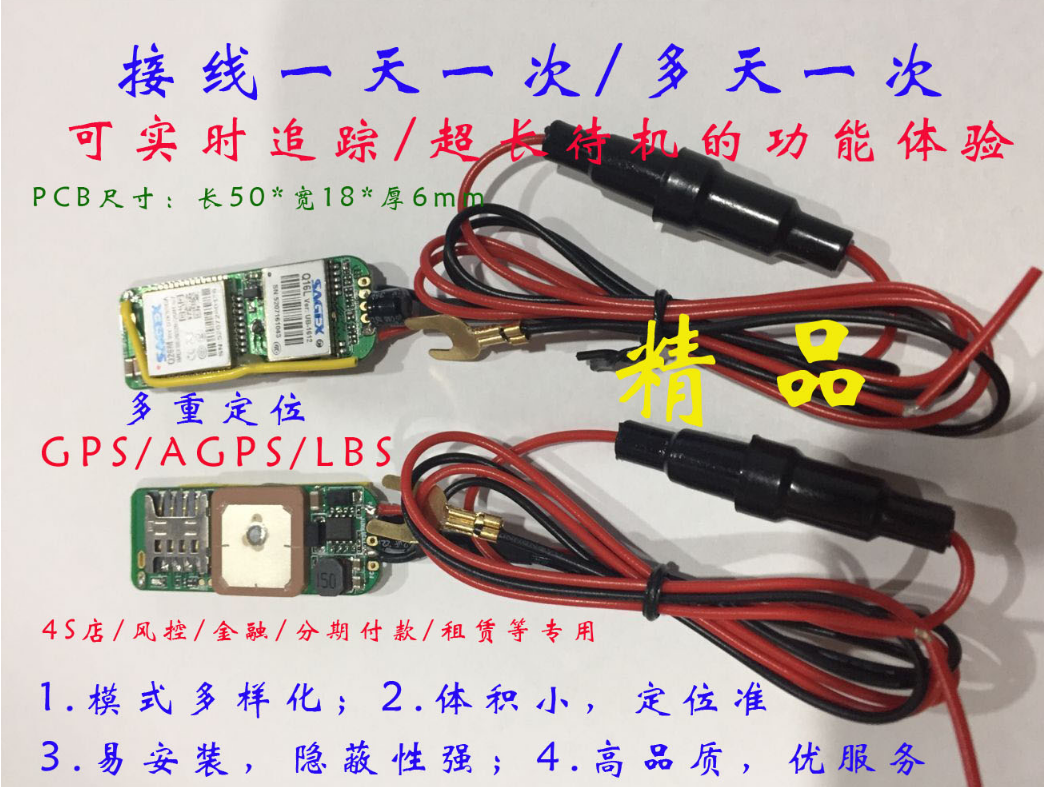 接线一天一次/多天一次
可实时追踪/超长待机的功能体验
PCB尺寸：长50*宽18*厚6mm
SAGEX
Q16L
SAGEX
精品
多重定位
GPS/AGPS/LBS
150
4S店/风控/金融/分期付款/租赁等专用
1.模式多样化；2.体积小，定位准
3.易安装，隐蔽性强；4.高品质，优服务